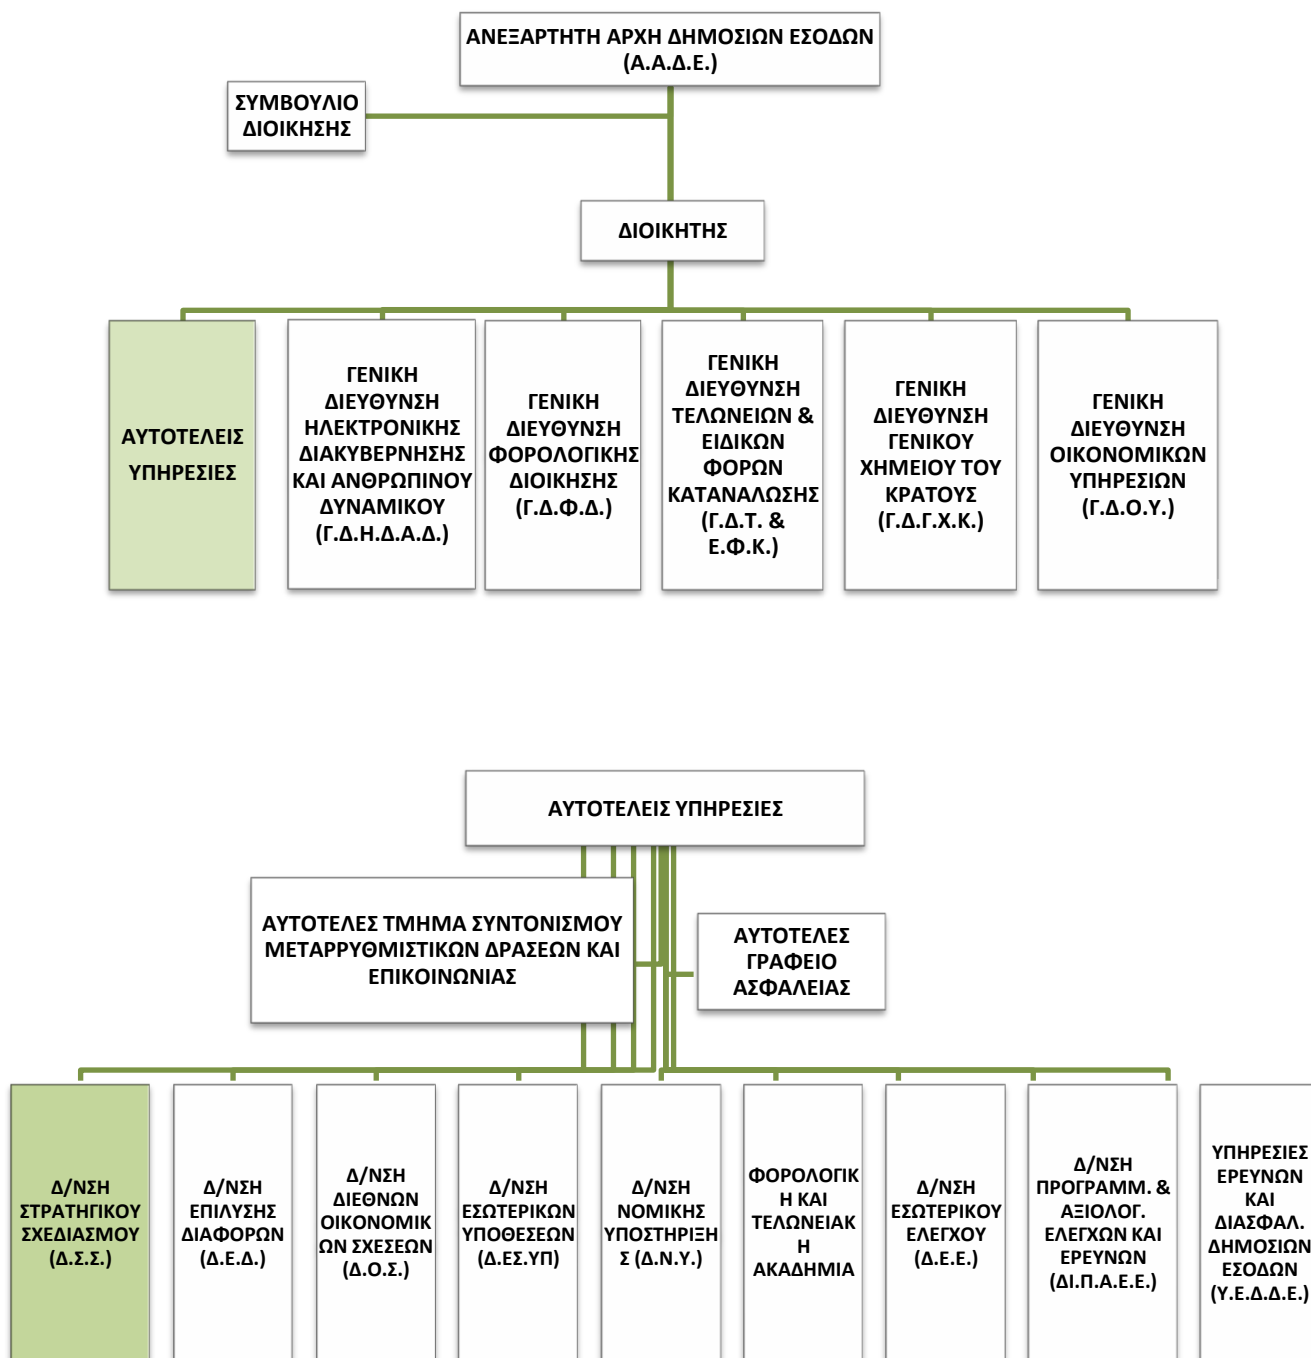 ΑΝΕΞΑΡΤΗΤΗ ΑΡΧΗ ΔΗΜΟΣΙΩΝ ΕΣΟΔΩΝ
(Α.Α.Δ.Ε.)
ΣΥΜΒΟΥΛΙΟ
ΔΙΟΙΚΗΣΗΣ
ΔΙΟΙΚΗΤΗΣ
ΑΥΤΟΤΕΛΕΙΣ
ΥΠΗΡΕΣΙΕΣ
ΓΕΝΙΚΗ
ΔΙΕΥΘΥΝΣΗ
ΗΛΕΚΤΡΟΝΙΚΗΣ
ΔΙΑΚΥΒΕΡΝΗΣΗΣ
ΚΑΙ ΑΝΘΡΩΠΙΝΟΥ
ΔΥΝΑΜΙΚΟΥ
(Γ.Δ.Η.Δ.Α.Δ.)
ΓΕΝΙΚΗ
ΔΙΕΥΘΥΝΣΗ
ΦΟΡΟΛΟΓΙΚΗΣ
ΔΙΟΙΚΗΣΗΣ
(Γ.Δ.Φ.Δ.)
ΓΕΝΙΚΗ
ΔΙΕΥΘΥΝΣΗ
ΤΕΛΩΝΕΙΩΝ &
ΕΙΔΙΚΩΝ
ΦΟΡΩΝ
ΚΑΤΑΝΑΛΩΣΗΣ
(Γ.Δ.Τ. &
Ε.Φ.Κ.)
ΓΕΝΙΚΗ
ΔΙΕΥΘΥΝΣΗ
ΓΕΝΙΚΟΥ
ΧΗΜΕΙΟΥ ΤΟΥ
ΚΡΑΤΟΥΣ
(Γ.Δ.Γ.Χ.Κ.)
ΓΕΝΙΚΗ
ΔΙΕΥΘΥΝΣΗ
ΟΙΚΟΝΟΜΙΚΩΝ
ΥΠΗΡΕΣΙΩΝ
(Γ.Δ.Ο.Υ.)
ΑΥΤΟΤΕΛΕΙΣ ΥΠΗΡΕΣΙΕΣ
ΑΥΤΟΤΕΛΕΣ ΤΜΗΜΑ ΣΥΝΤΟΝΙΣΜΟΥ
ΜΕΤΑΡΡΥΘΜΙΣΤΙΚΩΝ ΔΡΑΣΕΩΝ ΚΑΙ
ΕΠΙΚΟΙΝΩΝΙΑΣ
ΑΥΤΟΤΕΛΕΣ
ΓΡΑΦΕΙΟ
ΑΣΦΑΛΕΙΑΣ
Δ/ΝΣΗ
ΣΤΡΑΤΗΓΙΚΟΥ
ΣΧΕΔΙΑΣΜΟΥ
(Δ.Σ.Σ.)
Δ/ΝΣΗ
ΕΠΙΛΥΣΗΣ
ΔΙΑΦΟΡΩΝ
(Δ.Ε.Δ.)
Δ/ΝΣΗ
ΔΙΕΘΝΩΝ
ΟΙΚΟΝΟΜΙΚ
ΩΝ ΣΧΕΣΕΩΝ
(Δ.Ο.Σ.)
Δ/ΝΣΗ
ΕΣΩΤΕΡΙΚΩΝ
ΥΠΟΘΕΣΕΩΝ
(Δ.ΕΣ.ΥΠ)
Δ/ΝΣΗ
ΝΟΜΙΚΗΣ
ΥΠΟΣΤΗΡΙΞΗ
Σ (Δ.Ν.Υ.)
ΦΟΡΟΛΟΓΙΚ
Η ΚΑΙ
ΤΕΛΩΝΕΙΑΚ
Η
ΑΚΑΔΗΜΙΑ
Δ/ΝΣΗ
ΕΣΩΤΕΡΙΚΟΥ
ΕΛΕΓΧΟΥ
(Δ.Ε.Ε.)
Δ/ΝΣΗ
ΠΡΟΓΡΑΜΜ. &
ΑΞΙΟΛΟΓ.
ΕΛΕΓΧΩΝ ΚΑΙ
ΕΡΕΥΝΩΝ
(ΔΙ.Π.Α.Ε.Ε.)
ΥΠΗΡΕΣΙΕΣ
ΕΡΕΥΝΩΝ
ΚΑΙ
ΔΙΑΣΦΑΛ.
ΔΗΜΟΣΙΩΝ
ΕΣΟΔΩΝ
(Υ.Ε.Δ.Δ.Ε.)